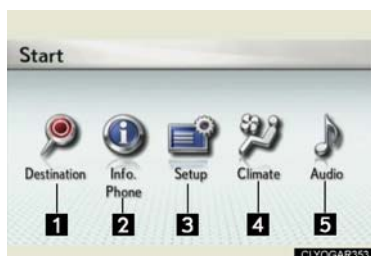 Start
Destination Info. Phone Setup Climate Audio
1 2 3 4 5
CLYOGAR353